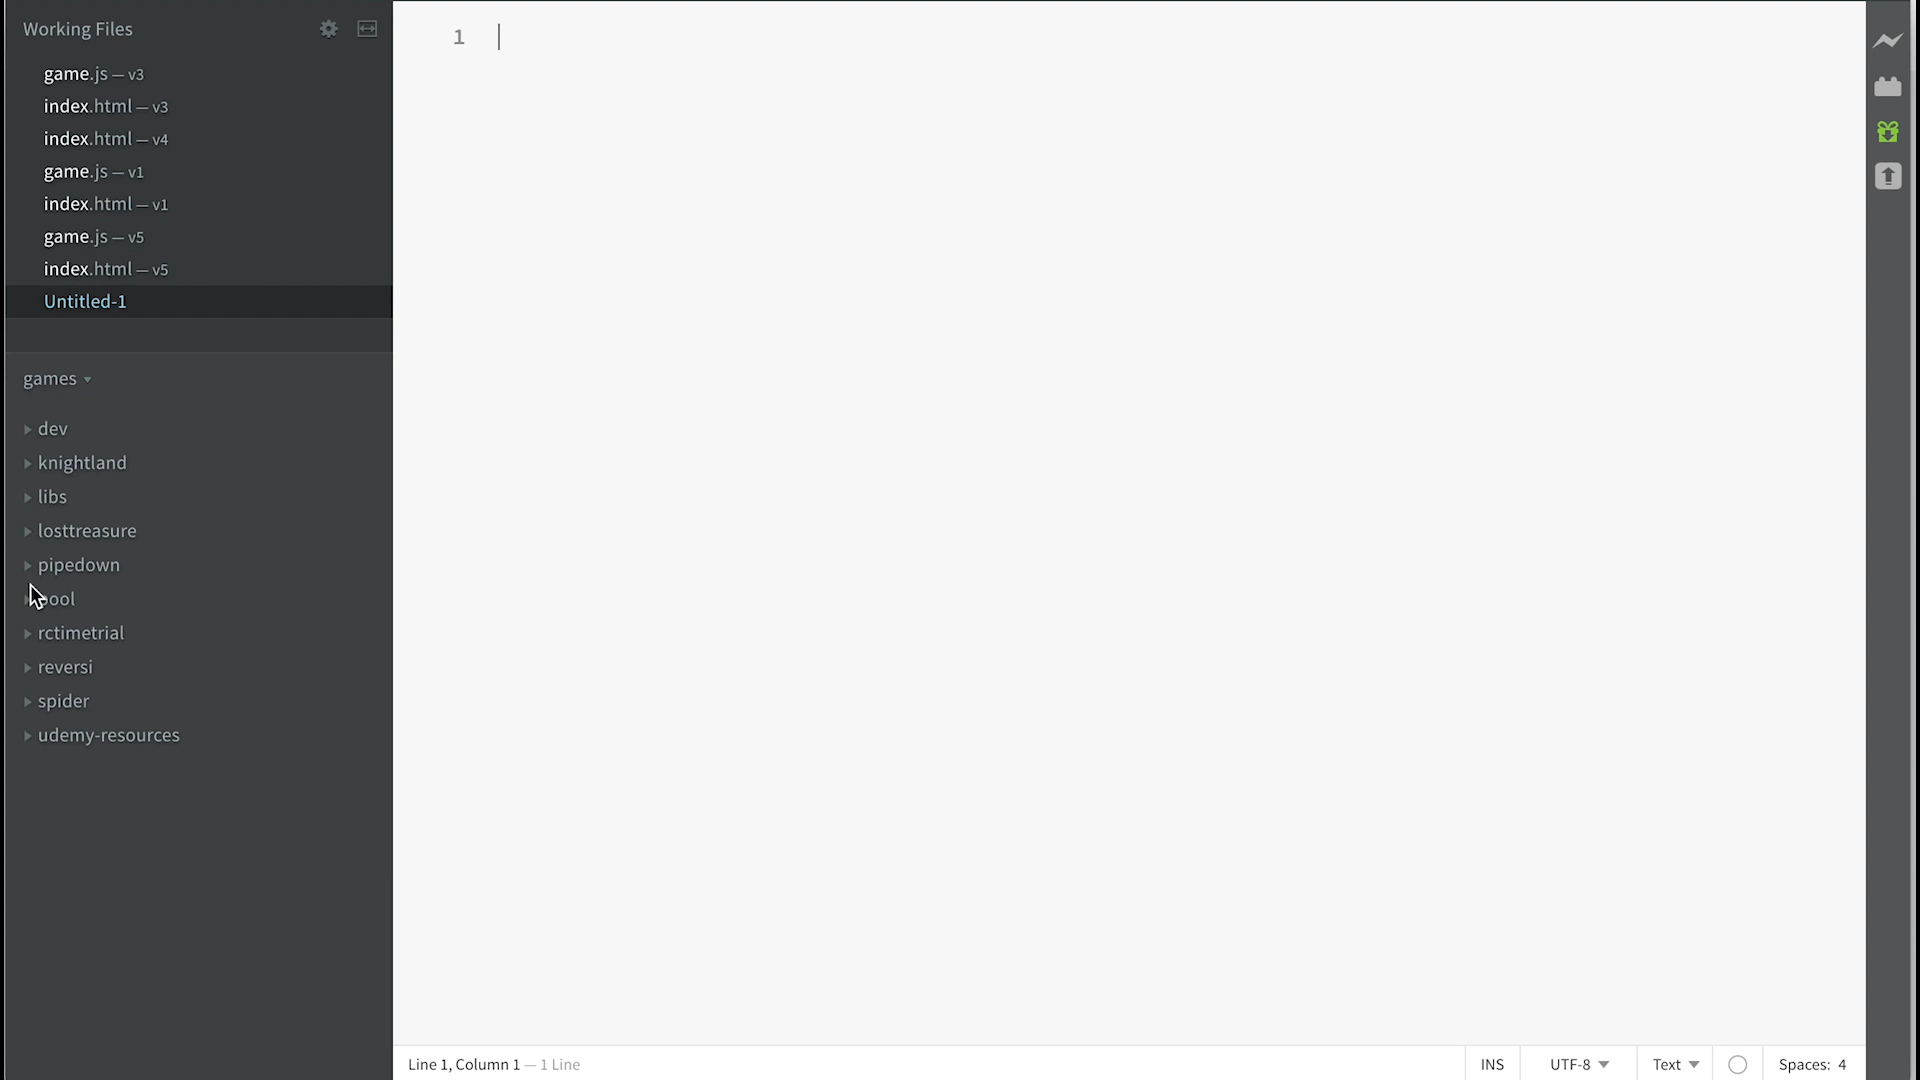 Working Files
game.js — v3
index.html — v3
index.html — v4
game.js — v1
index.html — v1
game.js — v5
index.html — v5
Untitled-1
games
dev
knightland
libs
losttreasure
pipedown
rctimetrial
reversi
spider
udemy-resources
1
Line 1, Column 1 — 1 Line
INS
UTF-8
Text
Spaces: 4